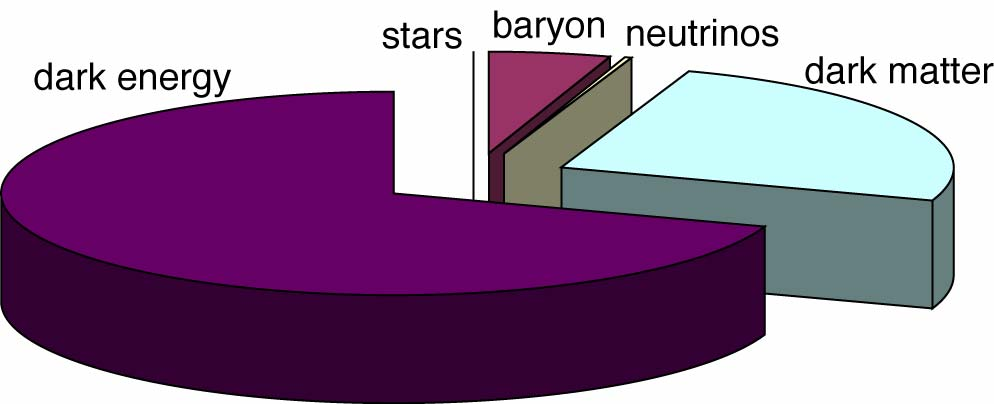 stars
baryon
neutrinos
dark matter
dark energy